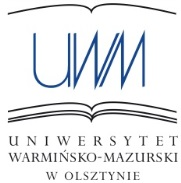 UWM
UNIWERSYTET
WARMIŃSKO-MAZURSKI
W OLSZTYNIE